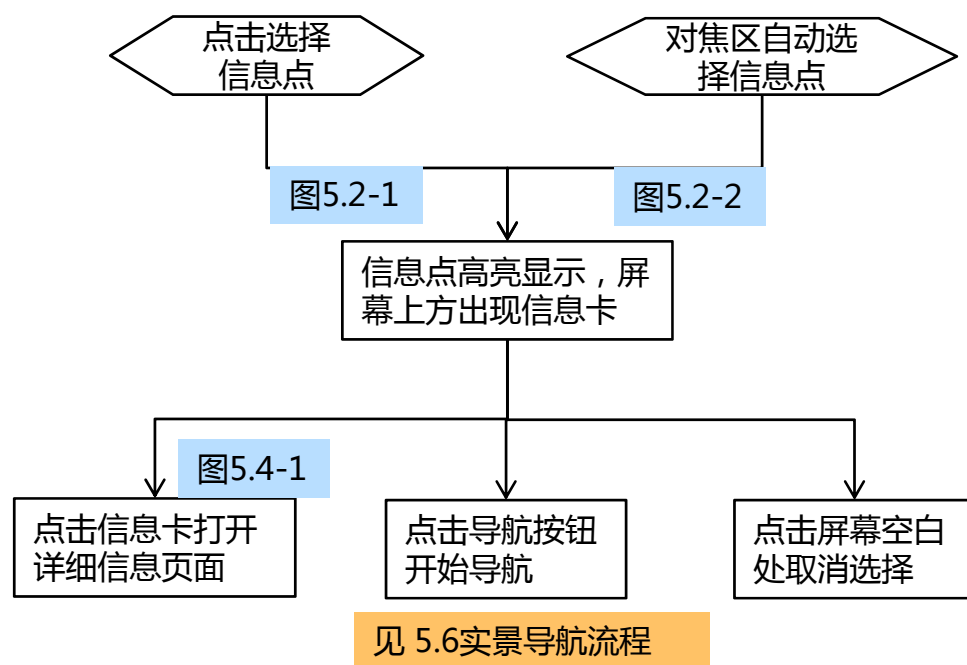 点击选择
信息点
对焦区自动选
择信息点
图5.2-1
图5.2-2
信息点高亮显示，屏
幕上方出现信息卡
图5.4-1
点击信息卡打开
详细信息页面
点击导航按钮
开始导航
点击屏幕空白
处取消选择
见 5.6实景导航流程